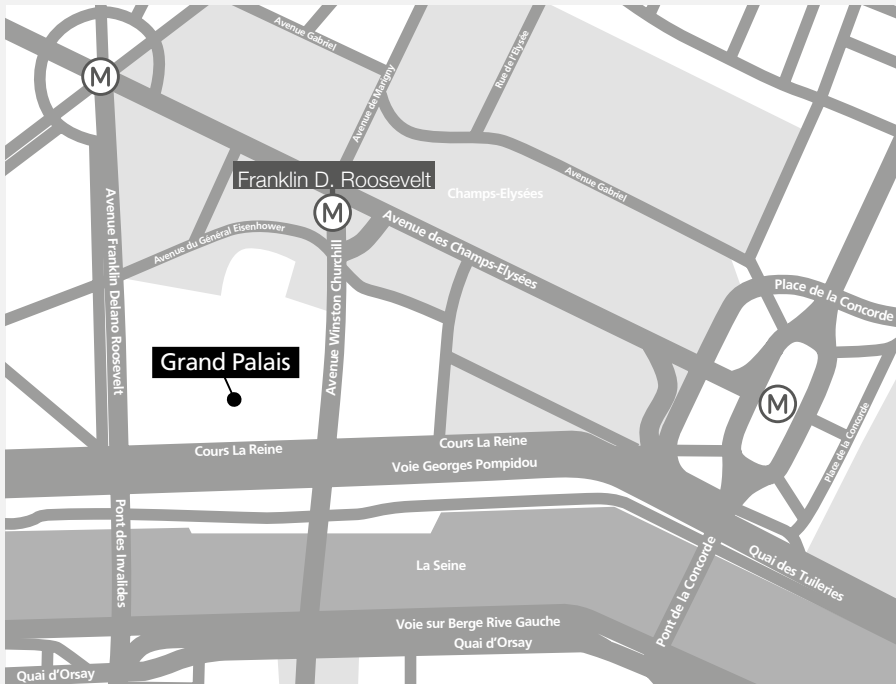 Avenue Gabriel
Rue de l'Elysée
M
Avenue de Marigny
Franklin D. Roosevelt
Champs-Elysées
Avenue Gabriel
M
Avenue des Champs-Elysées
Avenue du Général Eisenhower
Avenue Franklin Delano Roosevelt
Avenue Winston Churchill
Place de la Concorde
Grand Palais
M
Place de la Concorde
Cours La Reine
Cours La Reine
Voie Georges Pompidou
Pont des Invalides
La Seine
Pont de la Concorde
Quai des Tuileries
Voie sur Berge Rive Gauche
Quai d'Orsay
Quai d'Orsay